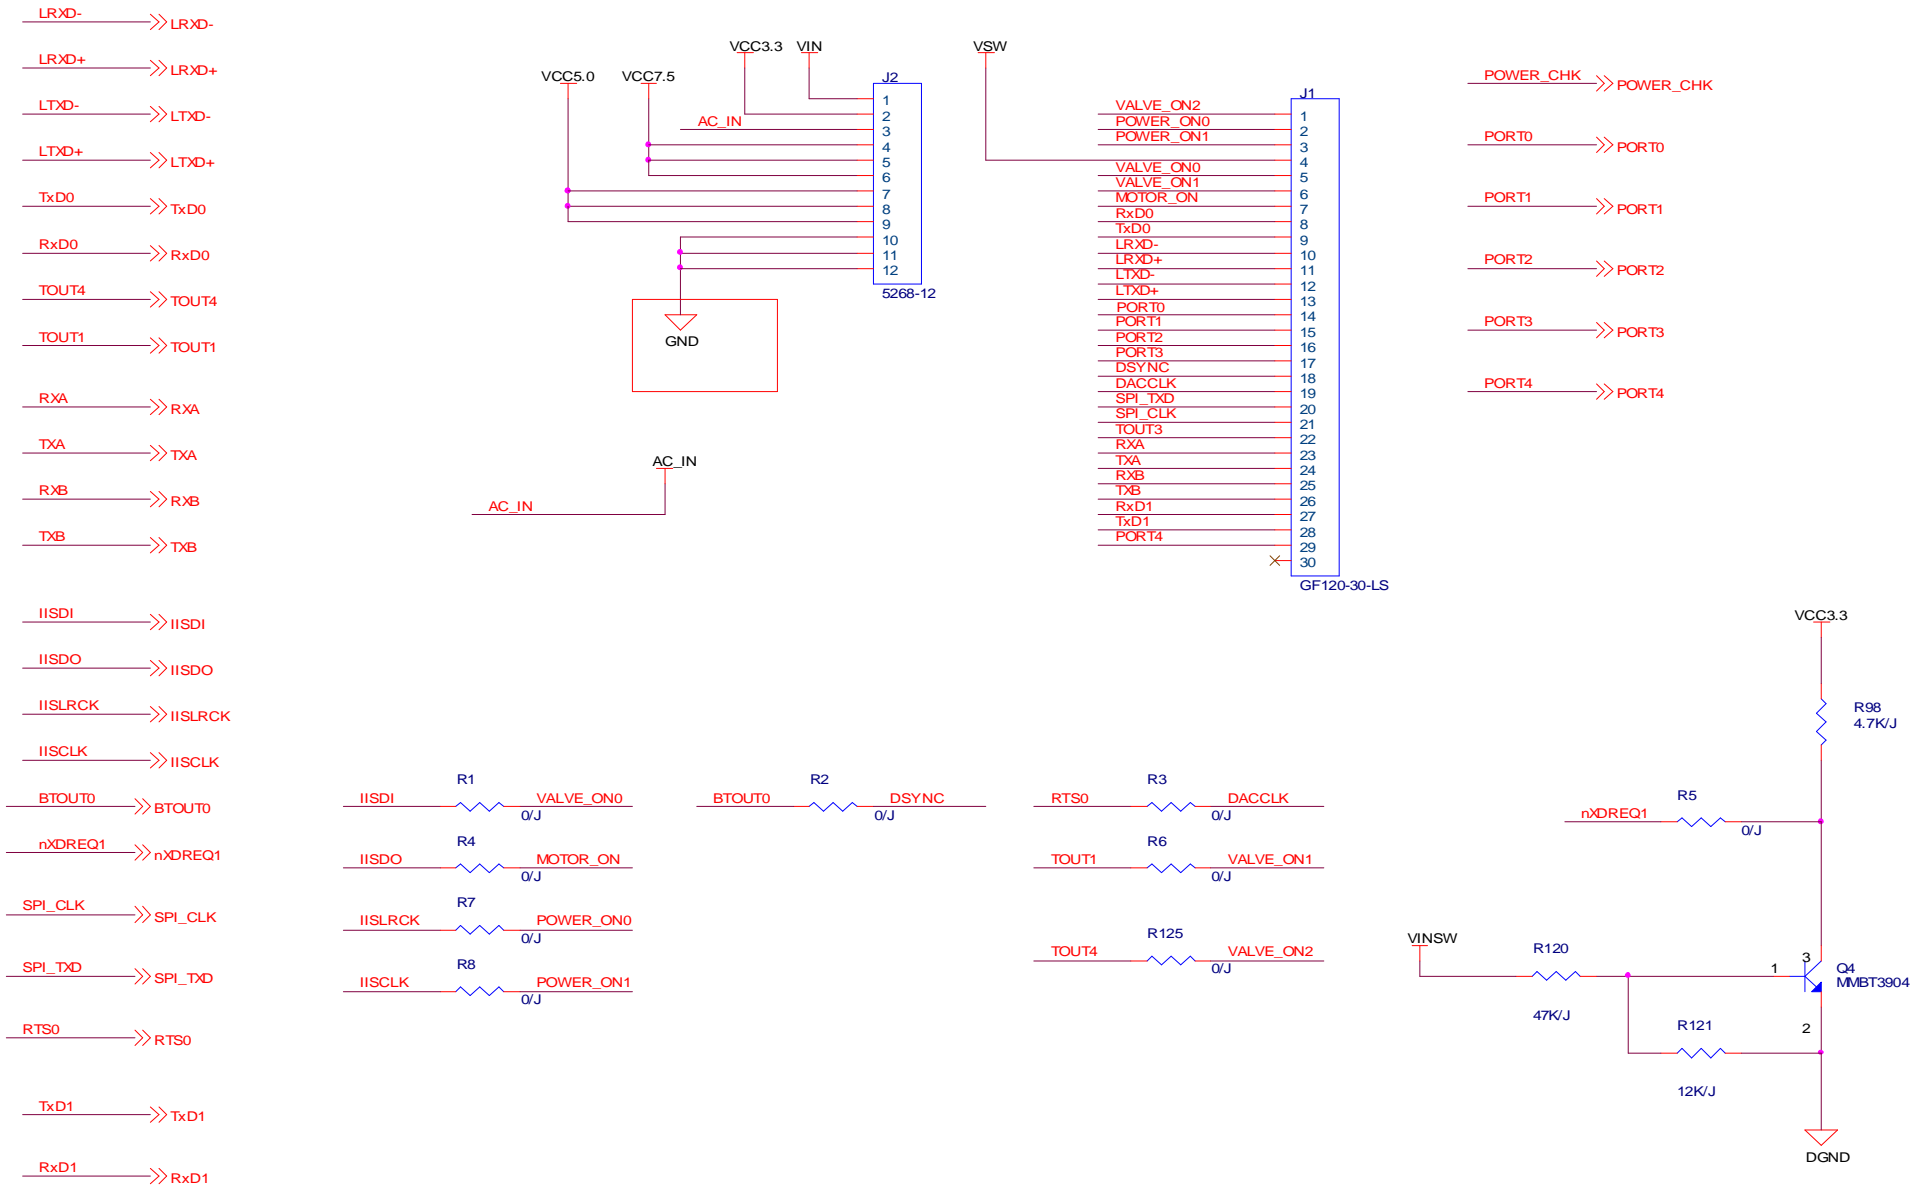 LRXD- LRXD-
LRXD+ LRXD+
LTXD- LTXD-
LTXD+ LTXD+
TxD0 TxD0
RxD0 RxD0
TOUT4 TOUT4
TOUT1 TOUT1
RXA RXA
TXA TXA
RXB RXB
TXB TXB
IISDI IISDI
IISDO IISDO
IISLRCK IISLRCK
IISCLK IISCLK
BTOUT0 BTOUT0
nXDREQ1 nXDREQ1
SPI_CLK SPI_CLK
SPI_TXD SPI_TXD
RTS0 RTS0
TxD1 TxD1
RxD1 RxD1
VCC3.3 VIN
VCC5.0 VCC7.5
J2
1
2
AC_IN 3
4
5
6
7
8
9
10
11
12
5268-12
GND
AC_IN
AC_IN
VSW
J1
VALVE_ON2 1
POWER_ON0 2
POWER_ON1 3
4
VALVE_ON0 5
VALVE_ON1 6
MOTOR_ON 7
RxD0 8
TxD0 9
LRXD- 10
LRXD+ 11
LTXD- 12
LTXD+ 13
PORT0 14
PORT1 15
PORT2 16
PORT3 17
DSYNC 18
DACCLK 19
SPI_TXD 20
SPI_CLK 21
TOUT3 22
RXA 23
TXA 24
RXB 25
TXB 26
RxD1 27
TxD1 28
PORT4 29
30
GF120-30-LS
POWER_CHK POWER_CHK
PORT0 PORT0
PORT1 PORT1
PORT2 PORT2
PORT3 PORT3
PORT4 PORT4
R1
IISDI VALVE_ON0
0/J
R4
IISDO MOTOR_ON
0/J
R7
IISLRCK POWER_ON0
0/J
R8
IISCLK POWER_ON1
0/J
R2
BTOUT0 DSYNC
0/J
R3
RTS0 DACCLK
0/J
R6
TOUT1 VALVE_ON1
0/J
R125
TOUT4 VALVE_ON2
0/J
VCC3.3
R98
4.7K/J
R5
nXDREQ1
0/J
VINSW
R120
47K/J
1
3
Q4
MMBT3904
2
R121
12K/J
DGND